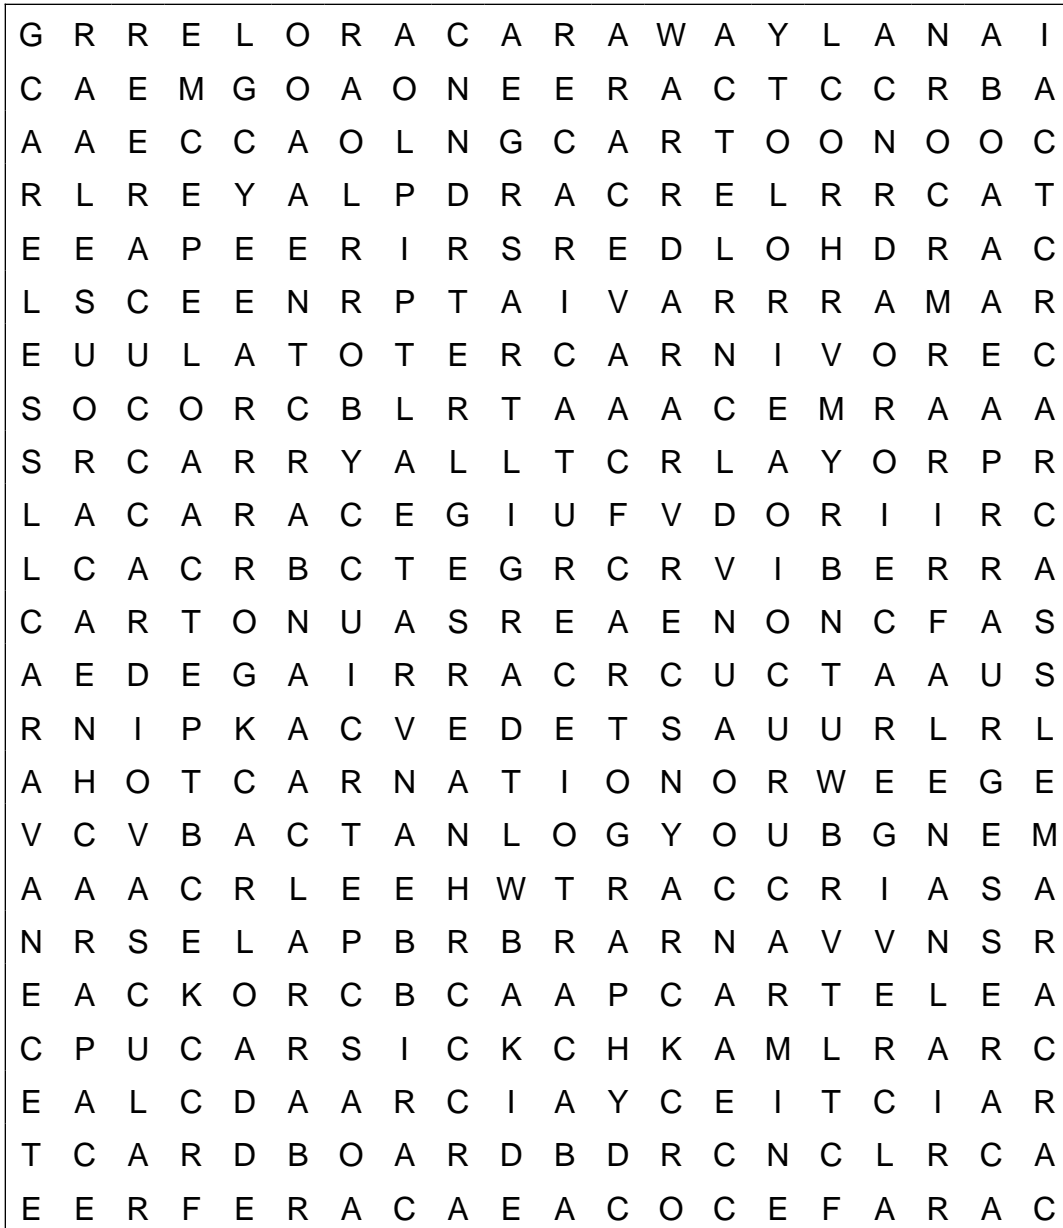 G R R E L O R A C A R A W A Y L A N A I
C A E M G O A O N E E R A C T C C R B A
A A E C C A O L N G C A R T O O N O O C
R L R E Y A L P D R A C R E L R R C A T
E E A P E E R I R S R E D L O H D R A C
L S C E E N R P T A I V A R R R A M A R
E U U L A T O T E R C A R N I V O R E C
S O C O R C B L R T A A A C E M R A A A
S R C A R R Y A L L T C R L A Y O R P R
L A C A R A C E G I U F V D O R I I R C
L C A C R B C T E G R C R V I B E R R A
C A R T O N U A S R E A E N O N C F A S
A E D E G A I R R A C R C U C T A A U S
R N I P K A C V E D E T S A U U R L R L
A H O T C A R N A T I O N O R W E E G E
V C V B A C T A N L O G Y O U B G N E M
A A A C R L E E H W T R A C C R I A S A
N R S E L A P B R B R A R N A V V N S R
E A C K O R C B C A A P C A R T E L E A
C P U C A R S I C K C H K A M L R A R C
E A L C D A A R C I A Y C E I T C I A R
T C A R D B O A R D B D R C N C L R C A
E E R F E R A C A E A C O C E F A R A C